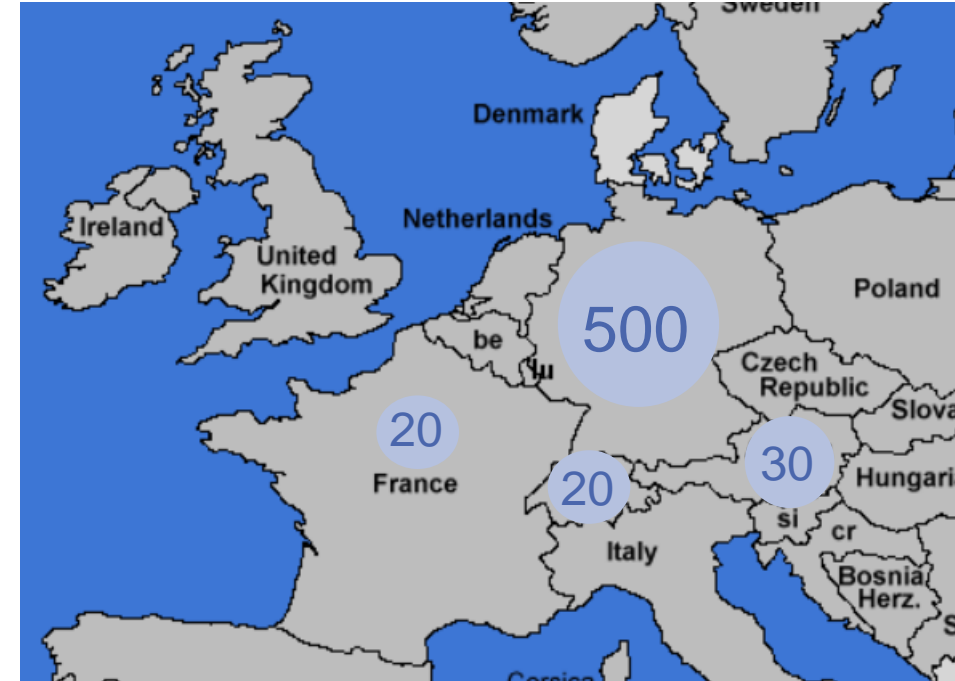 Sweden
Denmark
Netherlands
Ireland
United
Kingdom
Poland
500
be
lu
Czech
Republic
Slova
20
France
20
30
Hungari
si
cr
Italy
Bosnia
Herz.
S
Corsica